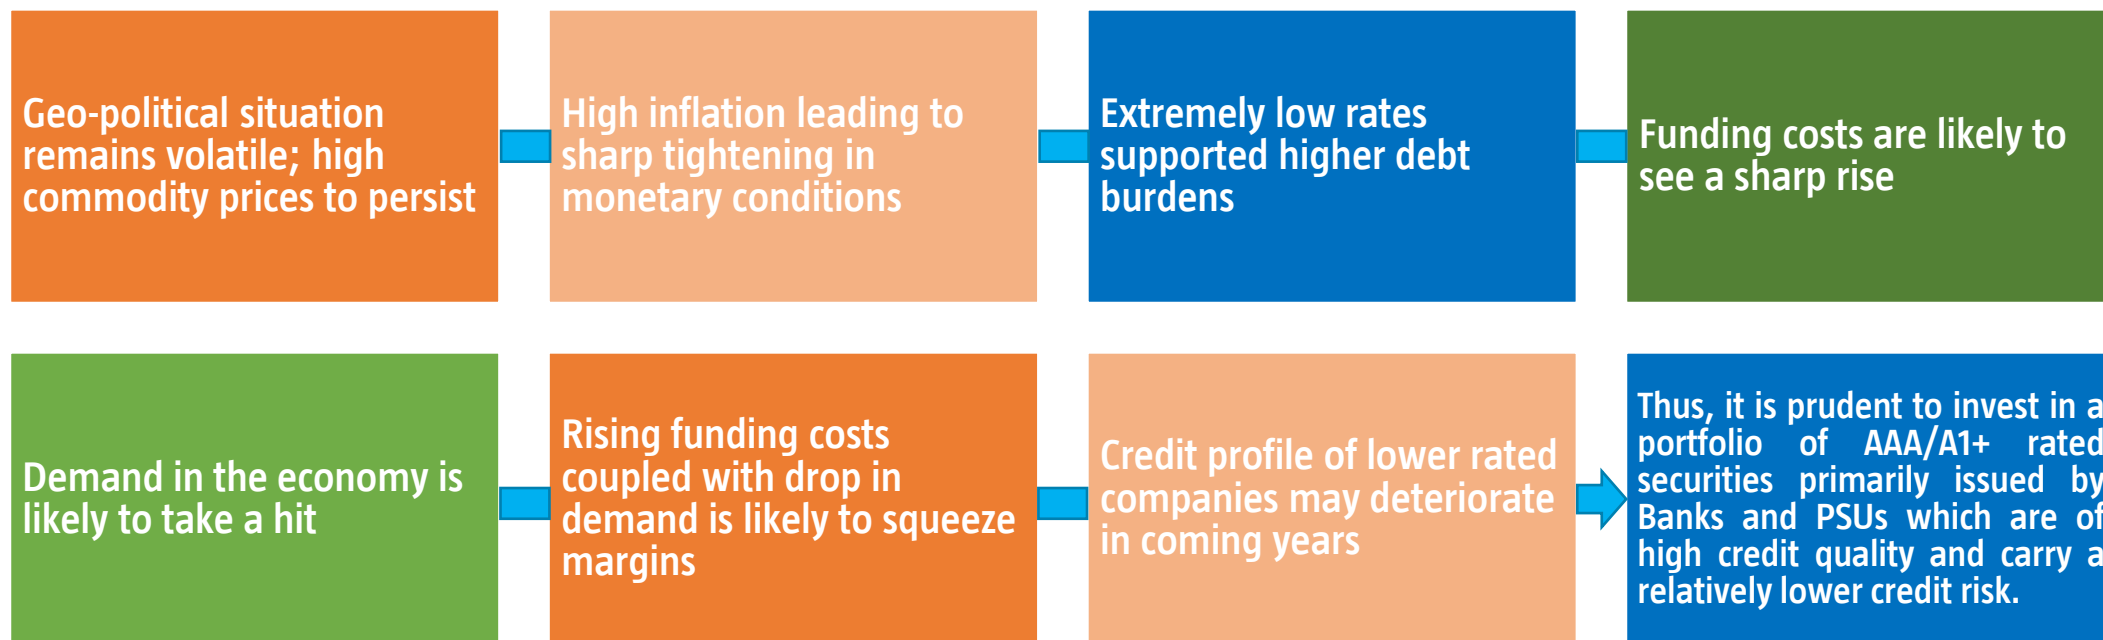 Geo-political situation
remains volatile; high
commodity prices to persist
High inflation leading to
sharp tightening in
monetary conditions
Extremely low rates
supported higher debt
burdens
Funding costs are likely to
see a sharp rise
Demand in the economy is
likely to take a hit
Rising funding costs
coupled with drop in
demand is likely to squeeze
margins
Credit profile of lower rated
companies may deteriorate
in coming years
Thus, it is prudent to invest in a
portfolio of AAA/A1+ rated
securities primarily issued by
Banks and PSUs which are of
high credit quality and carry a
relatively lower credit risk.